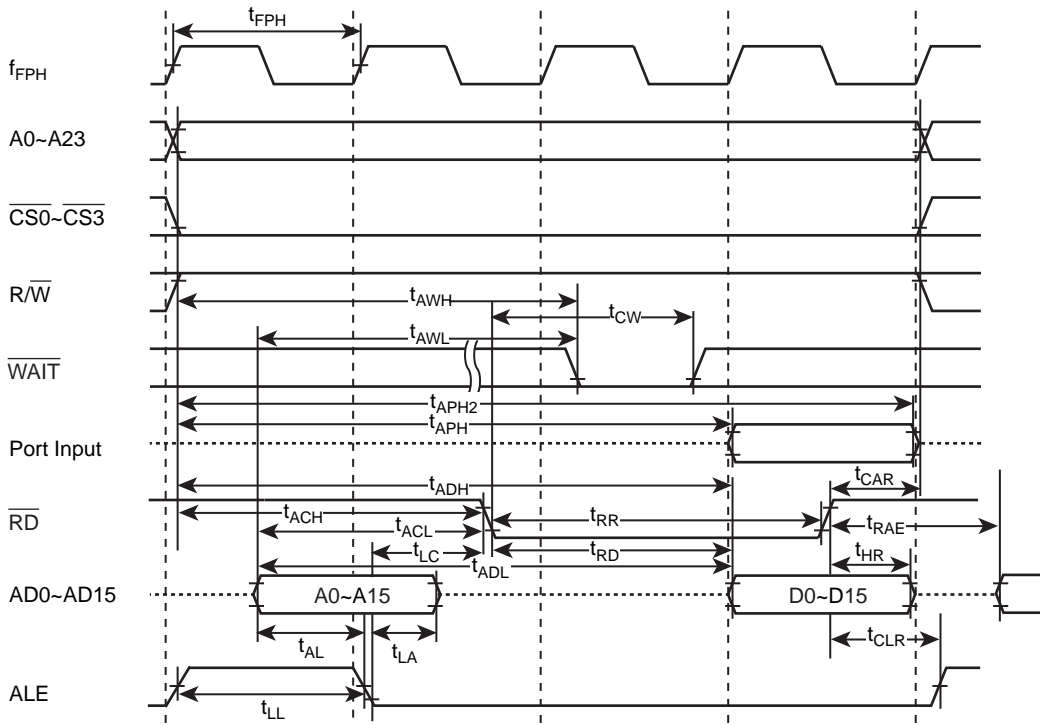 tFPH
fFPH
A0~A23
CS0~CS3
R/W
tAWH
tCW
tAWL
WAIT
tAPH2
tAPH
Port Input
tADH
tCAR
RD
tACH
tRR
tACL
tRAE
tLC
tRD
tHR
tADL
AD0~AD15
A0~A15
D0~D15
tAL
tLA
tCLR
ALE
tLL